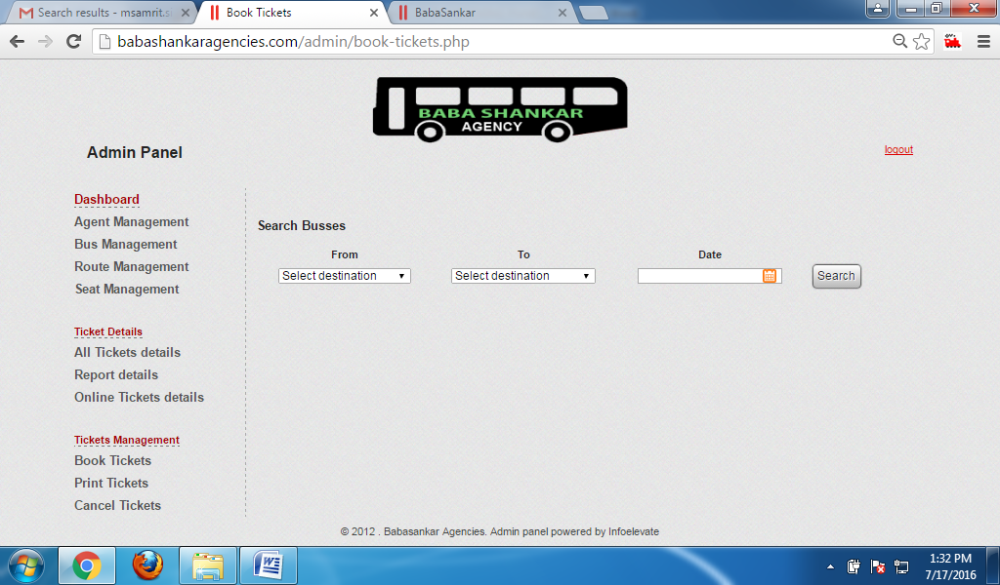 Search results - msamrit.s
Book Tickets
BabaSankar
babashankaragencies.com/admin/book-tickets.php
BABA SHANKAR
AGENCY
Admin Panel
logout
Dashboard
Agent Management
Bus Management
Route Management
Seat Management
Ticket Details
All Tickets details
Report details
Online Tickets details
Tickets Management
Book Tickets
Print Tickets
Cancel Tickets
Search Busses
From To Date
Select destination Select destination Search
© 2012 . Babasankar Agencies. Admin panel powered by Infoelevate
1:32 PM
7/17/2016